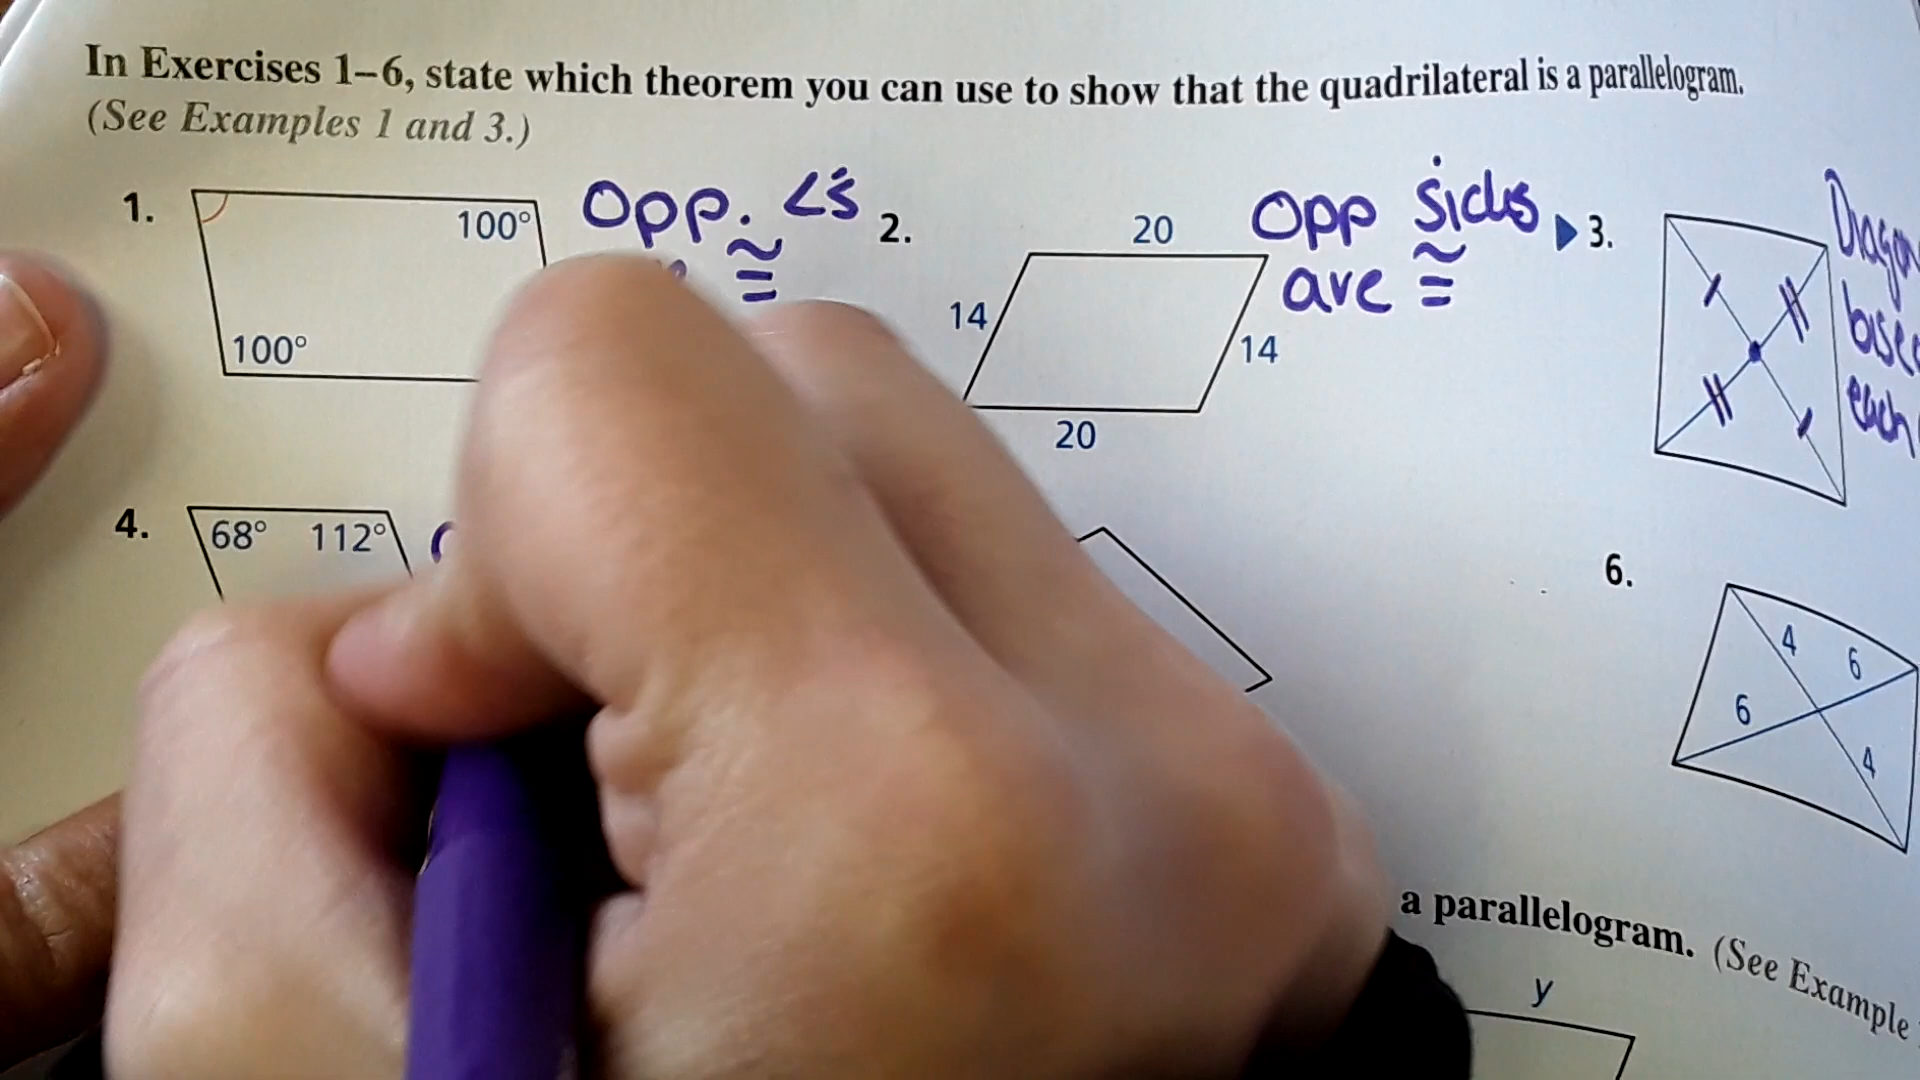 In Exercises 1–6, state which theorem you can use to show that the quadrilateral is a parallelogram.
(See Examples 1 and 3.)
1.
100°
100°
Opp. ∠'s
≅
2.
20
14
14
20
Opp sides
are ≅
3.
each
4.
68° 112°
6.
4
6
6
4
a parallelogram. (See Example
y